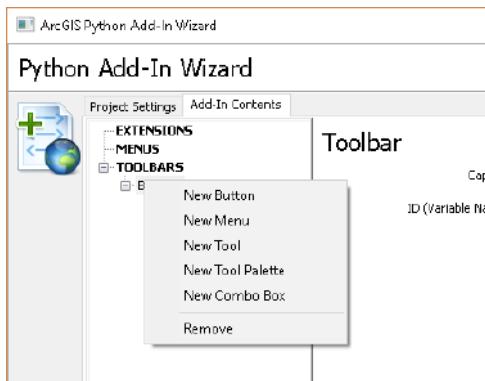 ArcGIS Python Add-In Wizard
Python Add-In Wizard
Project Settings Add-In Contents
EXTENSIONS
MENUS
TOOLBARS
Toolbar
New Button
New Menu
New Tool
New Tool Palette
New Combo Box
Remove
Cap
ID (Variable Na